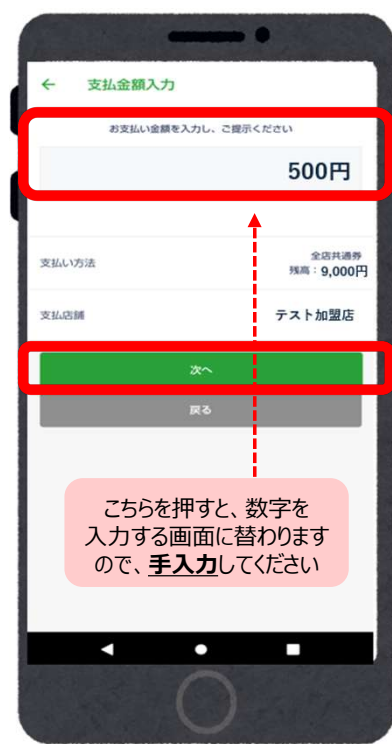 ← 支払金額入力
お支払い金額を入力し、ご提示ください
500円
支払い方法
全店共通券
残高：9,000円
支払店舗
テスト加盟店
次へ
戻る
こちらを押すと、数字を
入力する画面に替わります
ので、手入力してください